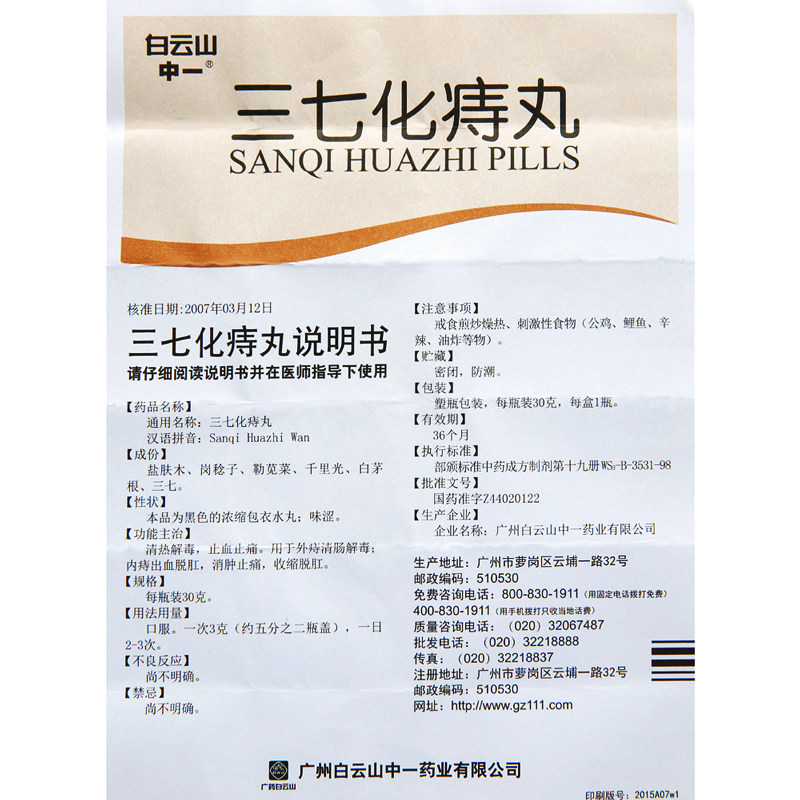 白云山
中一®
三七化痔丸
SANQI HUAZHI PILLS
核准日期:2007年03月12日
三七化痔丸说明书
请仔细阅读说明书并在医师指导下使用
【药品名称】
通用名称：三七化痔丸
汉语拼音：Sanqi Huazhi Wan
【成份】
盐肤木、岗稔子、勒苋菜、千里光、白茅
根、三七。
【性状】
本品为黑色的浓缩包衣水丸；味涩。
【功能主治】
清热解毒，止血止痛。用于外痔清肠解毒；
内痔出血脱肛，消肿止痛，收缩脱肛。
【规格】
每瓶装30克。
【用法用量】
口服。一次3克（约五分之二瓶盖），一日
2-3次。
【不良反应】
尚不明确。
【禁忌】
尚不明确。
【注意事项】
戒食煎炒燥热、刺激性食物（公鸡、鲤鱼、辛
辣、油炸等物）。
【贮藏】
密闭，防潮。
【包装】
塑瓶包装，每瓶装30克，每盒1瓶。
【有效期】
36个月
【执行标准】
部颁标准中药成方制剂第十九册WS₃-B-3531-98
【批准文号】
国药准字Z44020122
【生产企业】
企业名称：广州白云山中一药业有限公司
生产地址：广州市萝岗区云埔一路32号
邮政编码：510530
免费咨询电话：800-830-1911（用固定电话拨打免费）
400-830-1911（用手机拨打只收当地话费）
质量咨询电话：（020）32067487
批发电话：（020）32218888
传真：（020）32218837
注册地址：广州市萝岗区云埔一路32号
邮政编码：510530
网址：http://www.gz111.com
广药白云山
广州白云山中一药业有限公司
印刷版号：2015A07w1